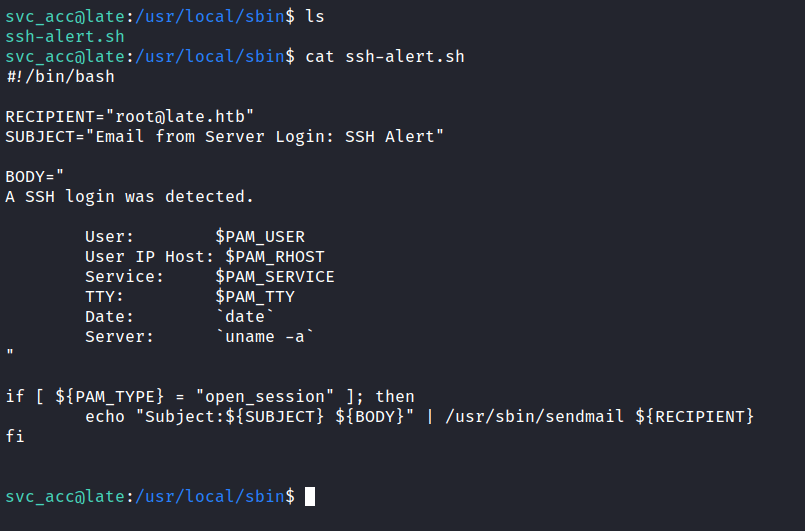 svc_acc@late:/usr/local/sbin$ ls
ssh-alert.sh
svc_acc@late:/usr/local/sbin$ cat ssh-alert.sh
#!/bin/bash

RECIPIENT="root@late.htb"
SUBJECT="Email from Server Login: SSH Alert"

BODY="
A SSH login was detected.

        User:        $PAM_USER
        User IP Host: $PAM_RHOST
        Service:     $PAM_SERVICE
        TTY:         $PAM_TTY
        Date:        `date`
        Server:      `uname -a`
"

if [ ${PAM_TYPE} = "open_session" ]; then
        echo "Subject:${SUBJECT} ${BODY}" | /usr/sbin/sendmail ${RECIPIENT}
fi


svc_acc@late:/usr/local/sbin$